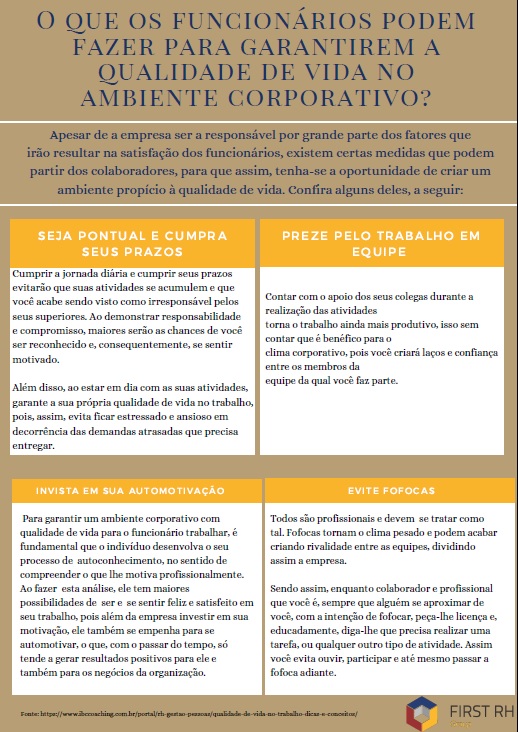 O QUE OS FUNCIONÁRIOS PODEM
FAZER PARA GARANTIREM A
QUALIDADE DE VIDA NO
AMBIENTE CORPORATIVO?
Apesar de a empresa ser a responsável por grande parte dos fatores que
irão resultar na satisfação dos funcionários, existem certas medidas que podem
partir dos colaboradores, para que assim, tenha-se a oportunidade de criar um
ambiente propício à qualidade de vida. Confira alguns deles, a seguir:
SEJA PONTUAL E CUMPRA
SEUS PRAZOS
Cumprir a jornada diária e cumprir seus prazos
evitarão que suas atividades se acumulem e que
você acabe sendo visto como irresponsável pelos
seus superiores. Ao demonstrar responsabilidade
e compromisso, maiores serão as chances de você
ser reconhecido e, consequentemente, se sentir
motivado.
Além disso, ao estar em dia com as suas atividades,
garante a sua própria qualidade de vida no trabalho,
pois, assim, evita ficar estressado e ansioso em
decorrência das demandas atrasadas que precisa
entregar.
PREZE PELO TRABALHO EM
EQUIPE
Contar com o apoio dos seus colegas durante a
realização das atividades
torna o trabalho ainda mais produtivo, isso sem
contar que é benéfico para o
clima corporativo, pois você criará laços e confiança
entre os membros da
equipe da qual você faz parte.
INVISTA EM SUA AUTOMOTIVAÇÃO
Para garantir um ambiente corporativo com
qualidade de vida para o funcionário trabalhar, é
fundamental que o indivíduo desenvolva o seu
processo de autoconhecimento, no sentido de
compreender o que lhe motiva profissionalmente.
Ao fazer esta análise, ele tem maiores
possibilidades de ser e se sentir feliz e satisfeito em
seu trabalho, pois além da empresa investir em sua
motivação, ele também se empenha para se
automotivar, o que, com o passar do tempo, só
tende a gerar resultados positivos para ele e
também para os negócios da organização.
EVITE FOFOCAS
Todos são profissionais e devem se tratar como
tal. Fofocas tornam o clima pesado e podem acabar
criando rivalidade entre as equipes, dividindo
assim a empresa.
Sendo assim, enquanto colaborador e profissional
que você é, sempre que alguém se aproximar de
você, com a intenção de fofocar, peça-lhe licença e,
educadamente, diga-lhe que precisa realizar uma
tarefa, ou qualquer outro tipo de atividade. Assim
você evita ouvir, participar e até mesmo passar a
fofoca adiante.
Fonte: https://www.ibccoaching.com.br/portal/rh-gestao-pessoas/qualidade-de-vida-no-trabalho-dicas-e-conceitos/
FIRST RH